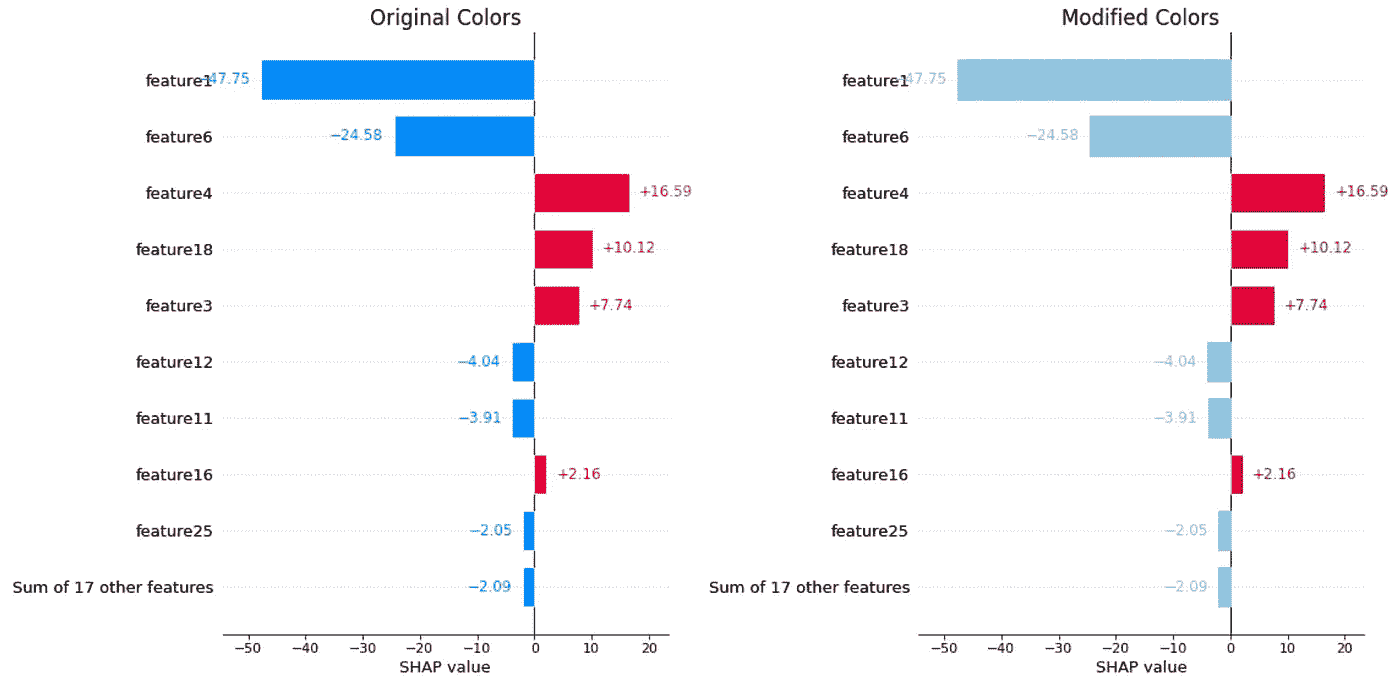 Original Colors
feature1 −47.75
feature6 −24.58
feature4 +16.59
feature18 +10.12
feature3 +7.74
feature12 −4.04
feature11 −3.91
feature16 +2.16
feature25 −2.05
Sum of 17 other features −2.09
−50 −40 −30 −20 −10 0 10 20
SHAP value
Modified Colors
feature1 −47.75
feature6 −24.58
feature4 +16.59
feature18 +10.12
feature3 +7.74
feature12 −4.04
feature11 −3.91
feature16 +2.16
feature25 −2.05
Sum of 17 other features −2.09
−50 −40 −30 −20 −10 0 10 20
SHAP value